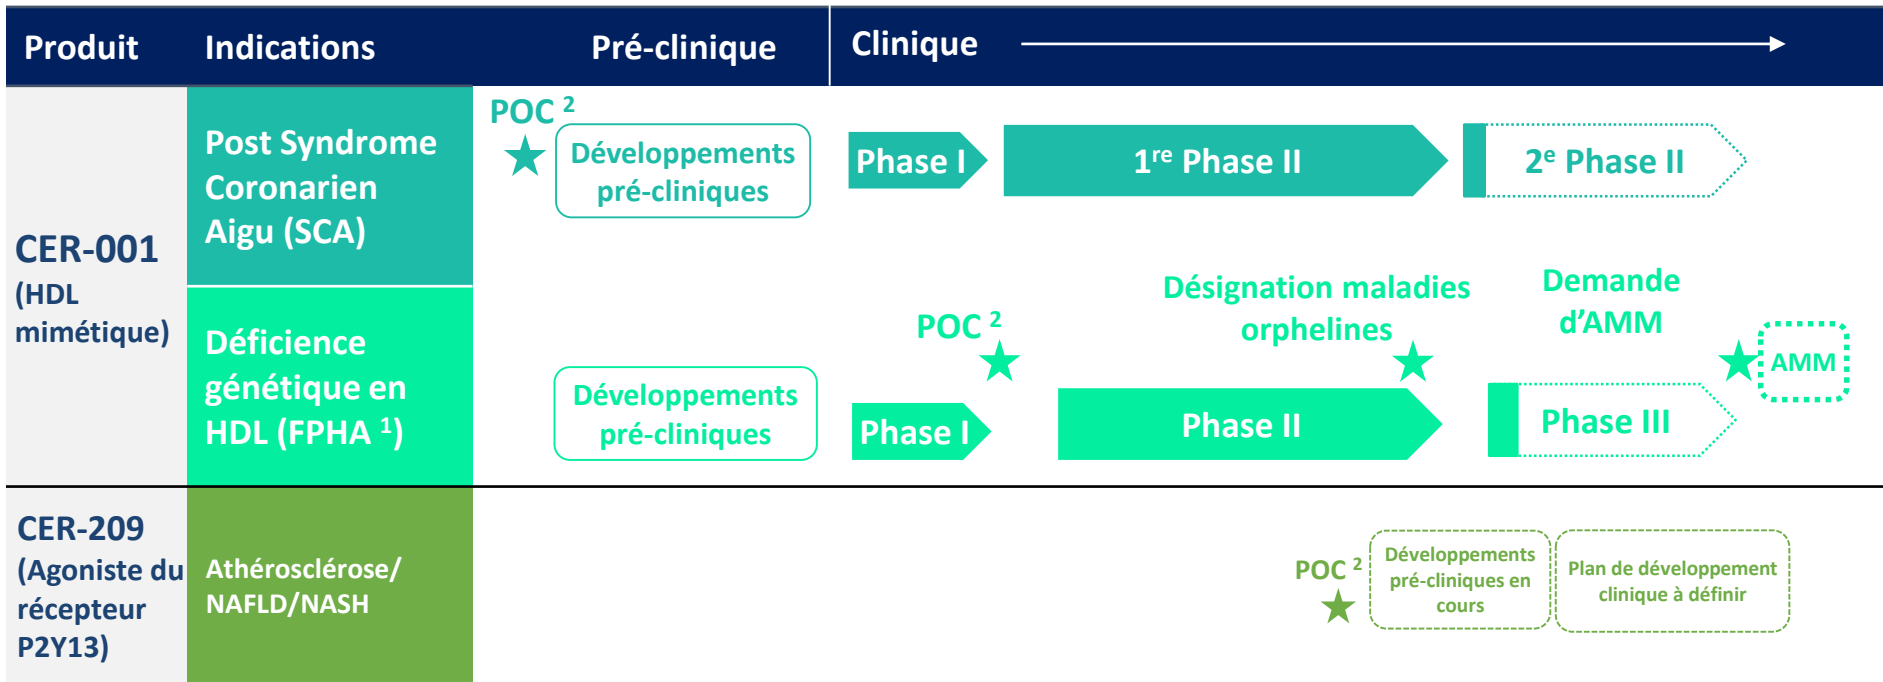 Produit
Indications
Pré-clinique
Clinique
CER-001
(HDL
mimétique)
Post Syndrome
Coronarien
Aigu (SCA)
POC ²
Développements
pré-cliniques
Phase I
1re Phase II
2e Phase II
Déficience
génétique en
HDL (FPHA ¹)
Développements
pré-cliniques
POC ²
Phase I
Désignation maladies
orphelines
Phase II
Demande
d’AMM
Phase III
AMM
CER-209
(Agoniste du
récepteur
P2Y13)
Athérosclérose/
NAFLD/NASH
POC ²
Développements
pré-cliniques en
cours
Plan de développement
clinique à définir